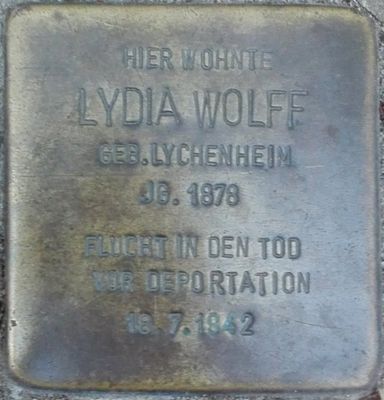 HIER WOHNTE
LYDIA WOLFF
GEB. LYCHENHEIM
JG. 1878
FLUCHT IN DEN TOD
VOR DEPORTATION
18.7.1942